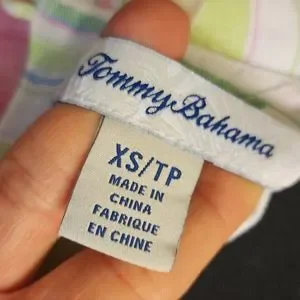 Tommy Bahama
XS/TP
MADE IN
CHINA
FABRIQUE
EN CHINE